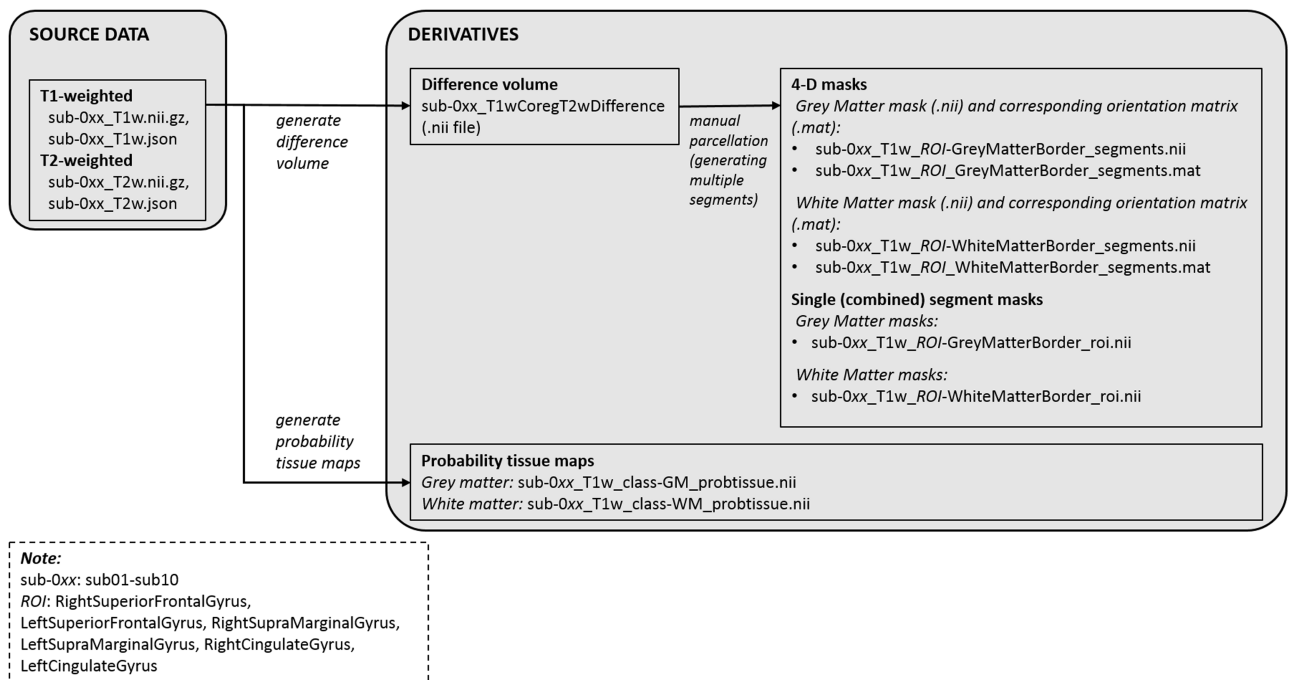 SOURCE DATA
T1-weighted
sub-0xx_T1w.nii.gz,
sub-0xx_T1w.json
T2-weighted
sub-0xx_T2w.nii.gz,
sub-0xx_T2w.json
generate
difference
volume
generate
probability
tissue maps
DERIVATIVES
Difference volume
sub-0xx_T1wCoregT2wDifference
(.nii file)
manual
parcellation
(generating
multiple
segments)
4-D masks
Grey Matter mask (.nii) and corresponding orientation matrix
(.mat):
• sub-0xx_T1w_ROI-GreyMatterBorder_segments.nii
• sub-0xx_T1w_ROI_GreyMatterBorder_segments.mat
White Matter mask (.nii) and corresponding orientation matrix
(.mat):
• sub-0xx_T1w_ROI-WhiteMatterBorder_segments.nii
• sub-0xx_T1w_ROI_WhiteMatterBorder_segments.mat
Single (combined) segment masks
Grey Matter masks:
• sub-0xx_T1w_ROI-GreyMatterBorder_roi.nii
White Matter masks:
• sub-0xx_T1w_ROI-WhiteMatterBorder_roi.nii
Probability tissue maps
Grey matter: sub-0xx_T1w_class-GM_probtissue.nii
White matter: sub-0xx_T1w_class-WM_probtissue.nii
Note:
sub-0xx: sub01-sub10
ROI: RightSuperiorFrontalGyrus,
LeftSuperiorFrontalGyrus, RightSupraMarginalGyrus,
LeftSupraMarginalGyrus, RightCingulateGyrus,
LeftCingulateGyrus